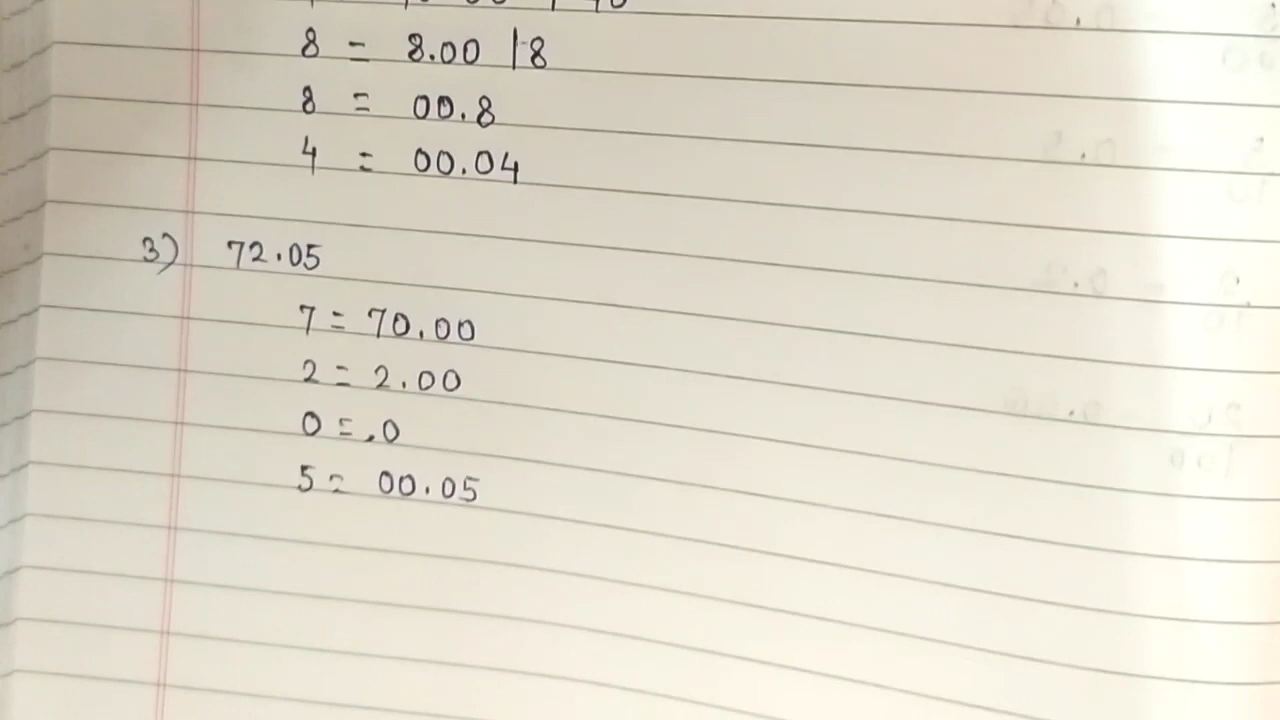 8 = 8.00 | 8
8 = 00.8
4 = 00.04
3) 72.05
7 = 70.00
2 = 2.00
0 = .0
5 = 00.05